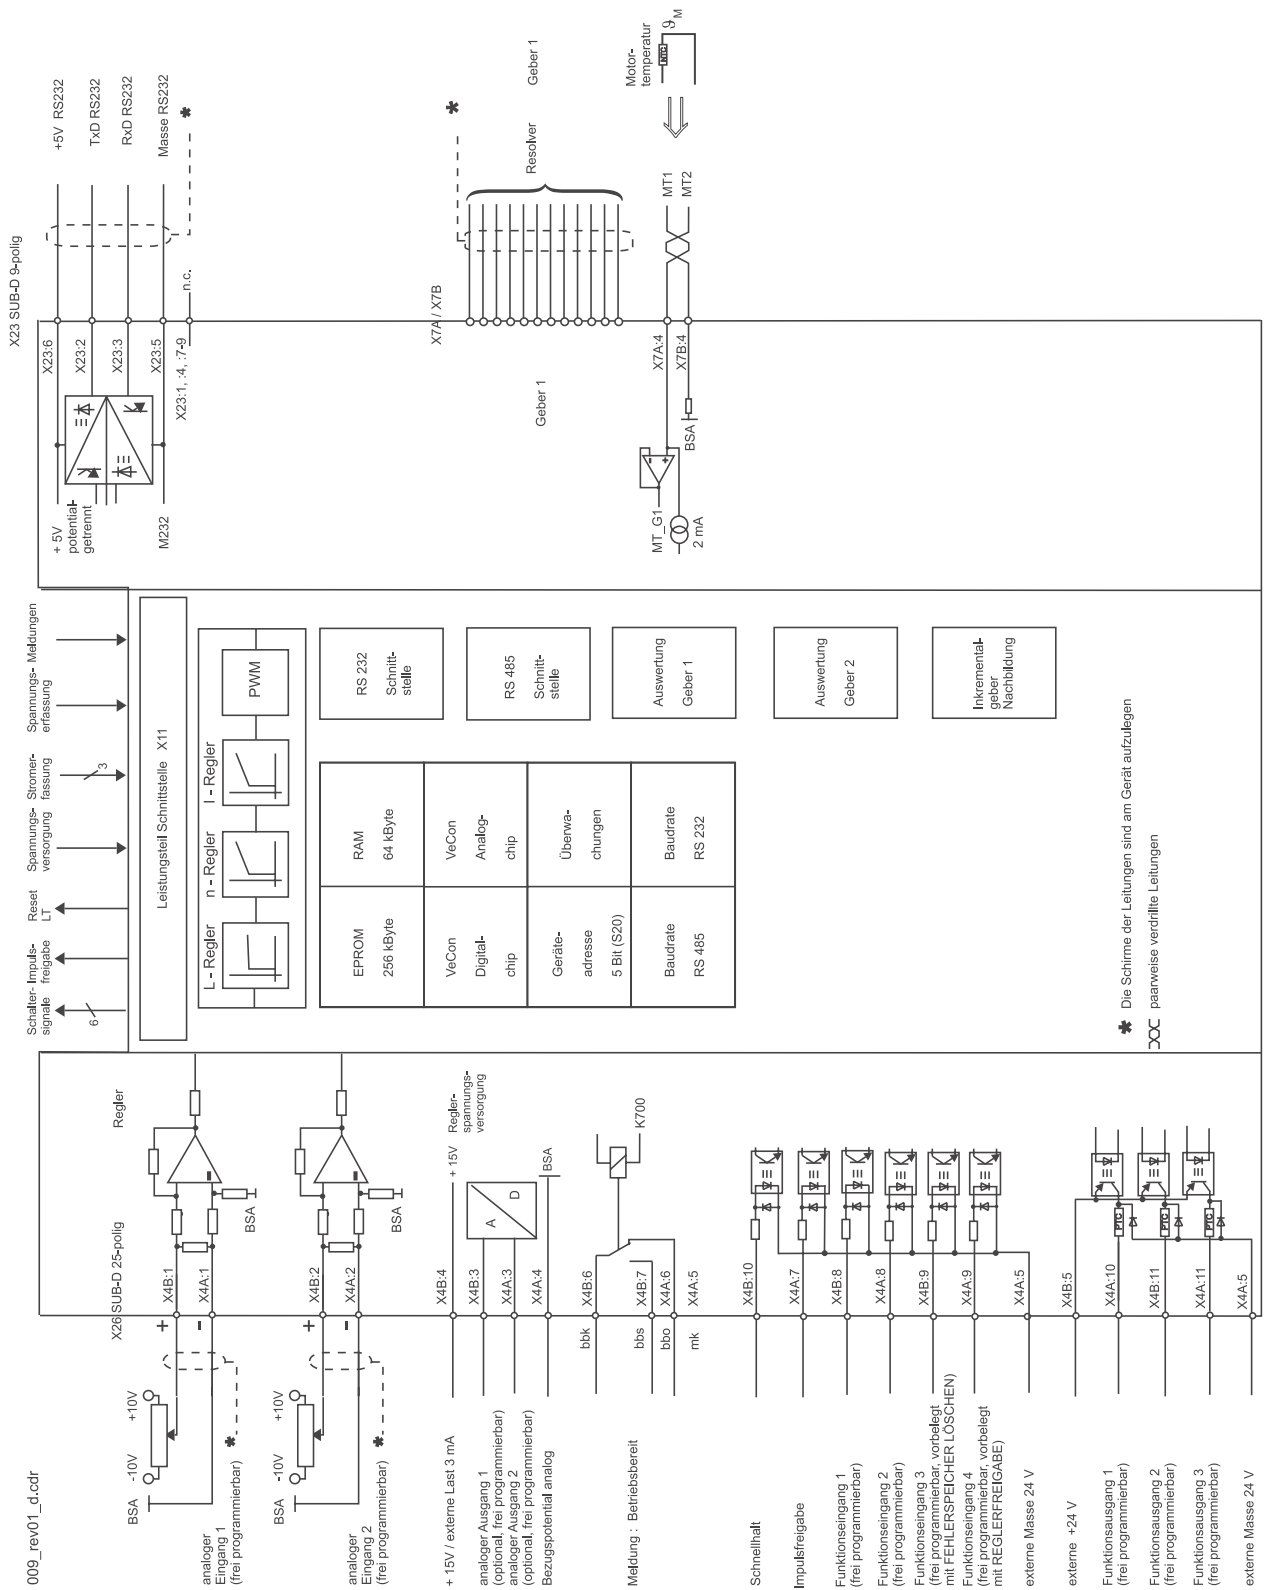 009_rev01_d.cdr
X26 SUB-D 25-polig
X23 SUB-D 9-polig
BSA
-10V
+10V
analoger
Eingang 1
(frei programmierbar)
*
+
-
X4B:1
X4A:1
BSA
Regler
BSA
-10V
+10V
analoger
Eingang 2
(frei programmierbar)
*
+
-
X4B:2
X4A:2
BSA
+ 15V / externe Last 3 mA
X4B:4
+ 15V
Regler-
spannungs-
versorgung
analoger Ausgang 1
(optional, frei programmierbar)
X4B:3
analoger Ausgang 2
(optional, frei programmierbar)
X4A:3
A
D
Bezugspotential analog
X4A:4
BSA
Meldung : Betriebsbereit
bbk
bbs
bbo
mk
X4B:6
X4B:7
X4A:6
X4A:5
K700
Schnellhalt
X4B:10
Impulsfreigabe
X4A:7
Funktionseingang 1
(frei programmierbar)
X4B:8
Funktionseingang 2
(frei programmierbar)
X4A:8
Funktionseingang 3
(frei programmierbar, vorbelegt
mit FEHLERSPEICHER LÖSCHEN)
X4B:9
Funktionseingang 4
(frei programmierbar, vorbelegt
mit REGLERFREIGABE)
X4A:9
externe Masse 24 V
X4A:5
externe +24 V
X4B:5
Funktionsausgang 1
(frei programmierbar)
X4A:10
PTC
Funktionsausgang 2
(frei programmierbar)
X4B:11
PTC
Funktionsausgang 3
(frei programmierbar)
X4A:11
PTC
externe Masse 24 V
X4A:5
Schalter-
signale
6
Impuls-
freigabe
Reset
LT
Spannungs-
versorgung
Stromer-
fassung
3
Spannungs-
erfassung
Meldungen
Leistungsteil Schnittstelle X11
L - Regler
n - Regler
I - Regler
PWM
RS 232
Schnitt-
stelle
RS 485
Schnitt-
stelle
Auswertung
Geber 1
Auswertung
Geber 2
Inkremental-
geber
Nachbildung
EPROM
256 kByte
RAM
64 kByte
VeCon
Digital-
chip
VeCon
Analog-
chip
Geräte-
adresse
5 Bit (S20)
Überwa-
chungen
Baudrate
RS 485
Baudrate
RS 232
* Die Schirme der Leitungen sind am Gerät aufzulegen
paarweise verdrillte Leitungen
+ 5V
potential-
getrennt
M232
X23:6
X23:2
X23:3
X23:5
X23:1, :4, :7-9
n.c.
+5V RS232
TxD RS232
RxD RS232
Masse RS232
*
X7A / X7B
Geber 1
Resolver
Geber 1
*
MT_G1
2 mA
-
+
BSA
X7A:4
X7B:4
MT1
MT2
Motor-
temperatur
NTC
ϑM